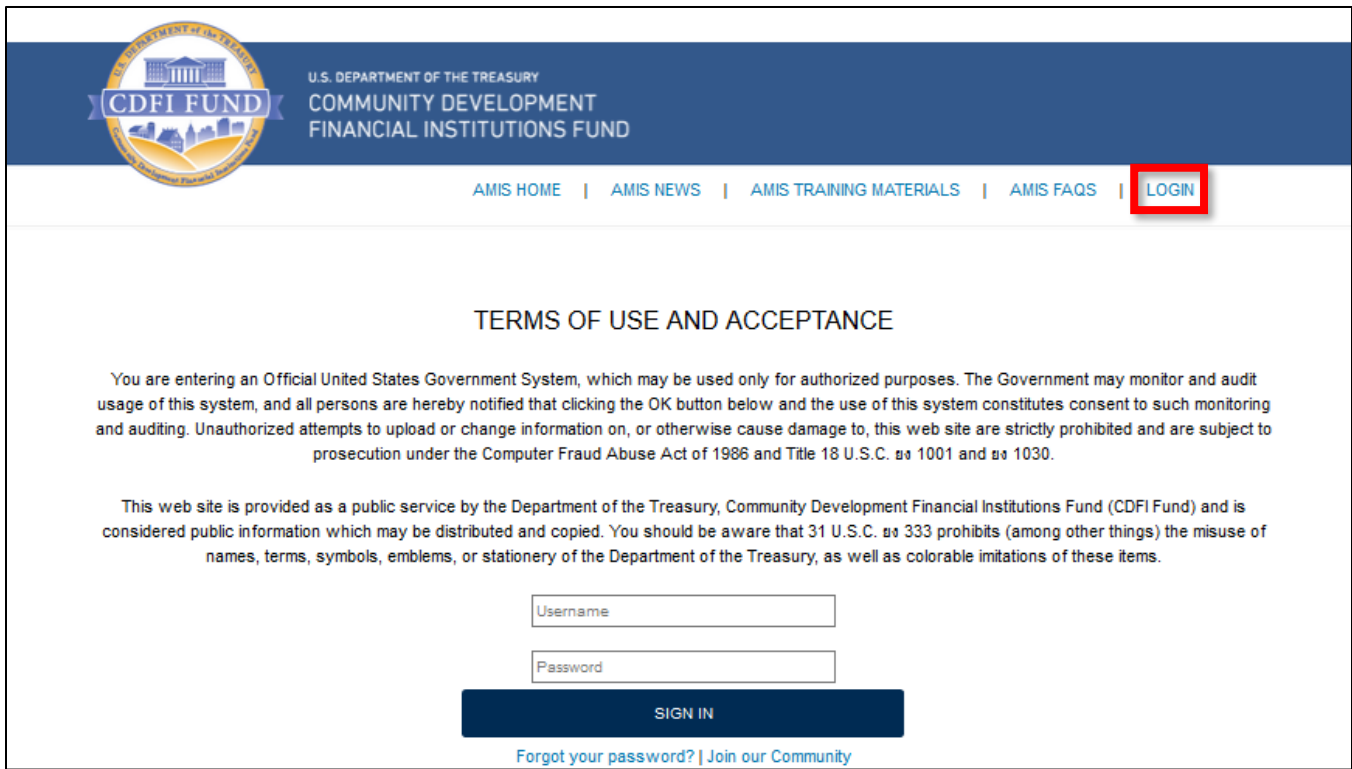 U.S. DEPARTMENT of the TREASURY
CDFI FUND
Community Development Financial Institutions Fund
U.S. DEPARTMENT OF THE TREASURY
COMMUNITY DEVELOPMENT
FINANCIAL INSTITUTIONS FUND
AMIS HOME | AMIS NEWS | AMIS TRAINING MATERIALS | AMIS FAQS | LOGIN
TERMS OF USE AND ACCEPTANCE
You are entering an Official United States Government System, which may be used only for authorized purposes. The Government may monitor and audit
usage of this system, and all persons are hereby notified that clicking the OK button below and the use of this system constitutes consent to such monitoring
and auditing. Unauthorized attempts to upload or change information on, or otherwise cause damage to, this web site are strictly prohibited and are subject to
prosecution under the Computer Fraud Abuse Act of 1986 and Title 18 U.S.C. 1001 and 1030.
This web site is provided as a public service by the Department of the Treasury, Community Development Financial Institutions Fund (CDFI Fund) and is
considered public information which may be distributed and copied. You should be aware that 31 U.S.C. 333 prohibits (among other things) the misuse of
names, terms, symbols, emblems, or stationery of the Department of the Treasury, as well as colorable imitations of these items.
Username
Password
SIGN IN
Forgot your password? | Join our Community